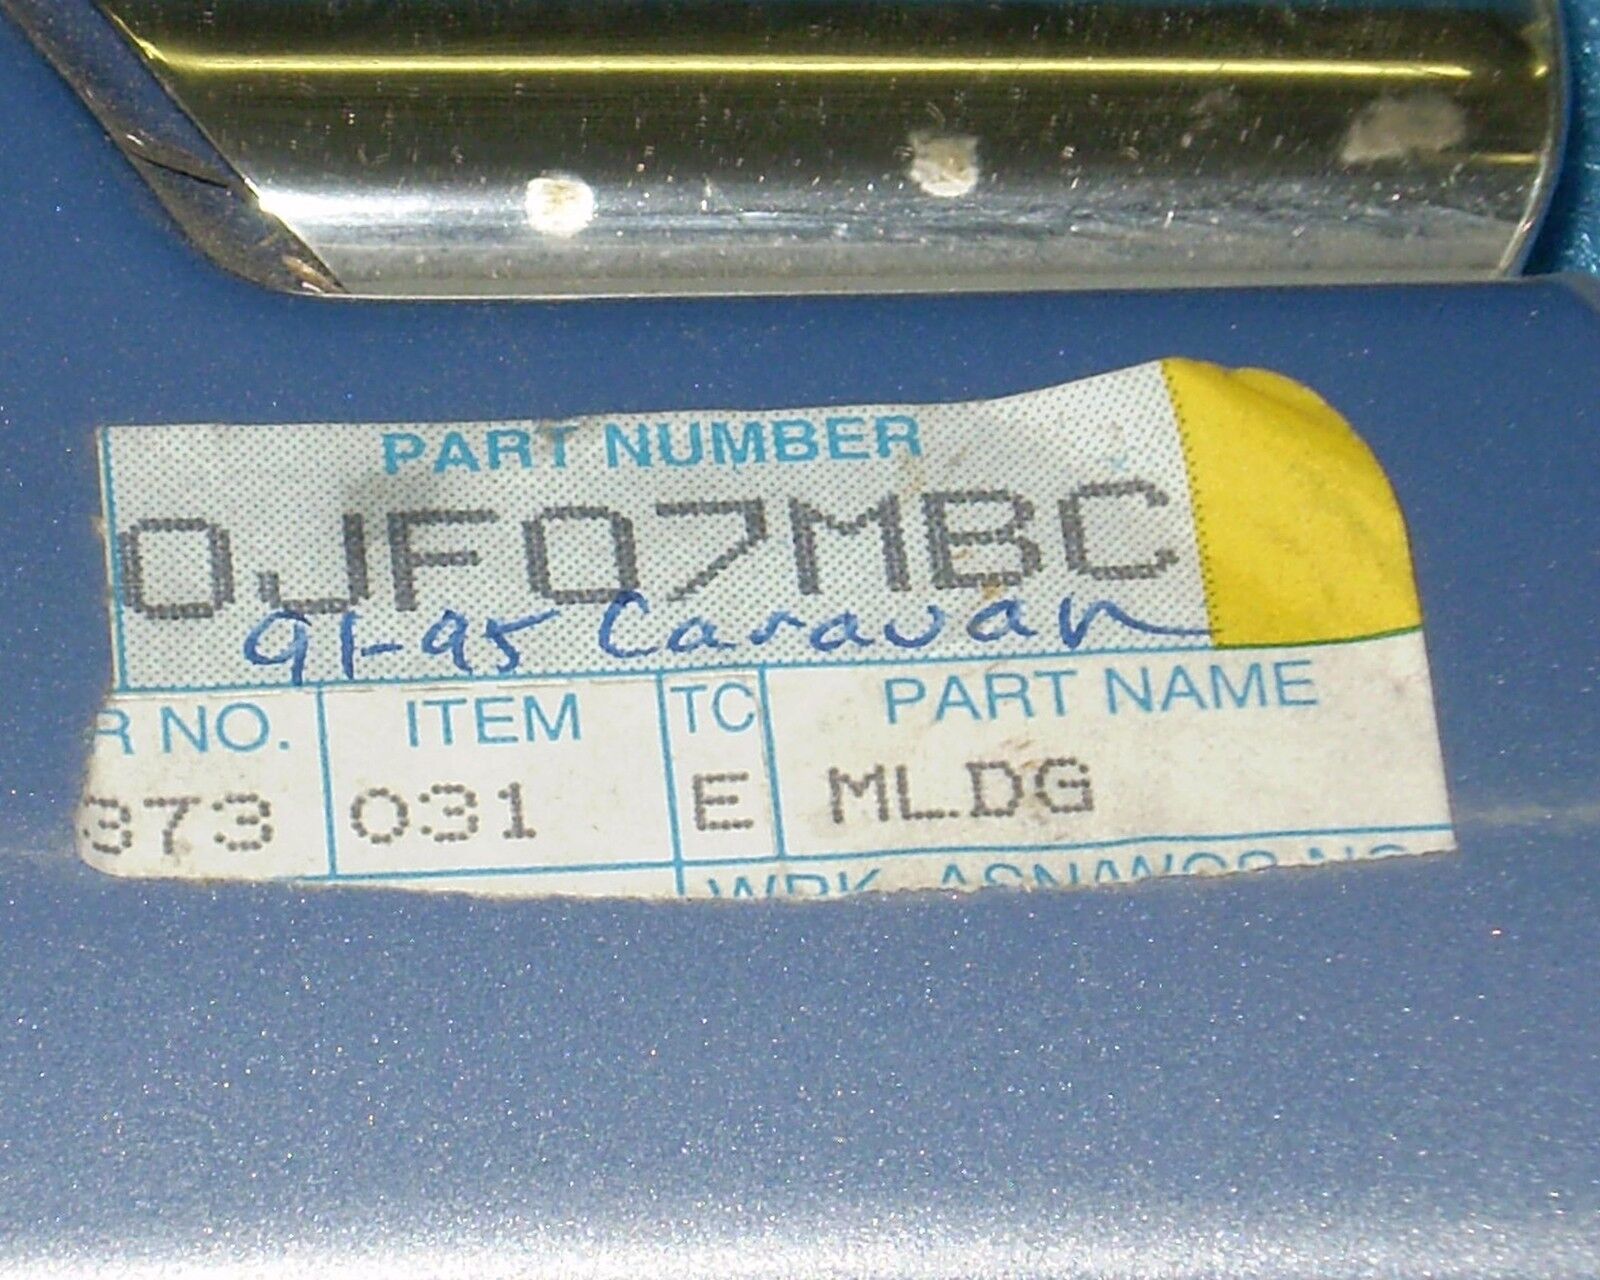 PART NUMBER
0JF07MBC
91-95 Caravan
R NO. ITEM TC PART NAME
373 031 E MLDG